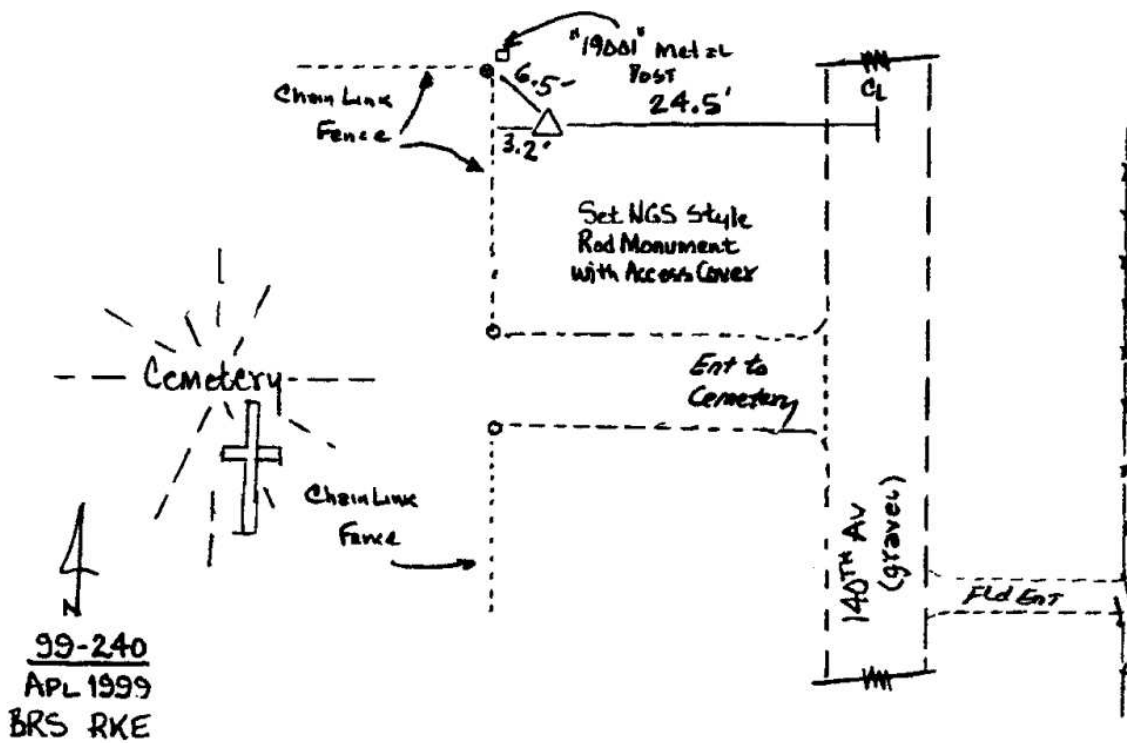 "19001" Metal
Post
6.5'
24.5'
CL
Chain Link
Fence
3.2'
Set NGS Style
Rod Monument
with Access Cover
Cemetery
Ent to
Cemetery
Chain Link
Fence
140TH AV
(gravel)
Fld Ent
N
99-240
APL 1999
BRS RKE